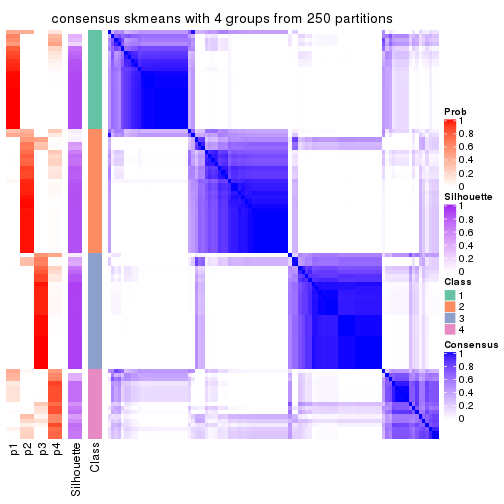 consensus skmeans with 4 groups from 250 partitions
Prob
1
0.8
0.6
0.4
0.2
0
Silhouette
1
0.8
0.6
0.4
0.2
0
Class
1
2
3
4
Consensus
1
0.8
0.6
0.4
0.2
0
p1
p2
p3
p4
Silhouette
Class